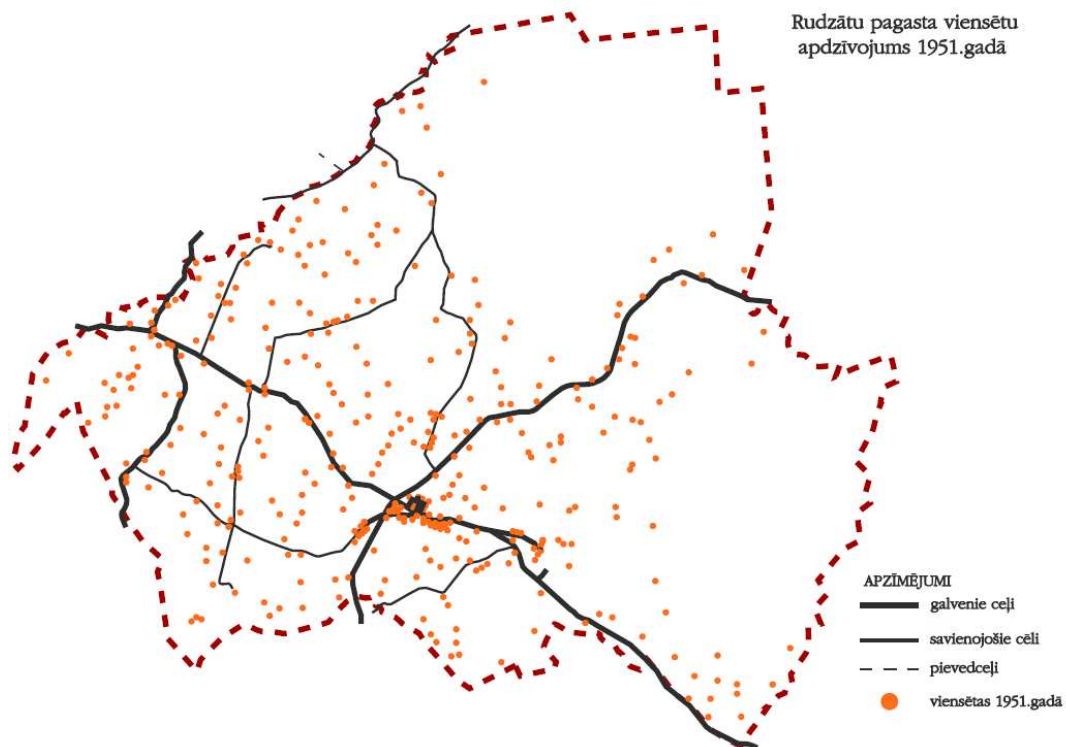 Rudzātu pagasta viensētu
apdzīvojums 1951.gadā
APZĪMĒJUMI
galvenie ceļi
savienojošie cēli
pievedceļi
viensētas 1951.gadā